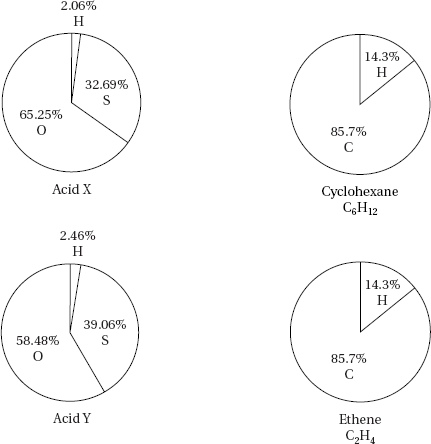 2.06%
H
32.69%
S
65.25%
O
Acid X
14.3%
H
85.7%
C
Cyclohexane
C₆H₁₂
2.46%
H
39.06%
S
58.48%
O
Acid Y
14.3%
H
85.7%
C
Ethene
C₂H₄